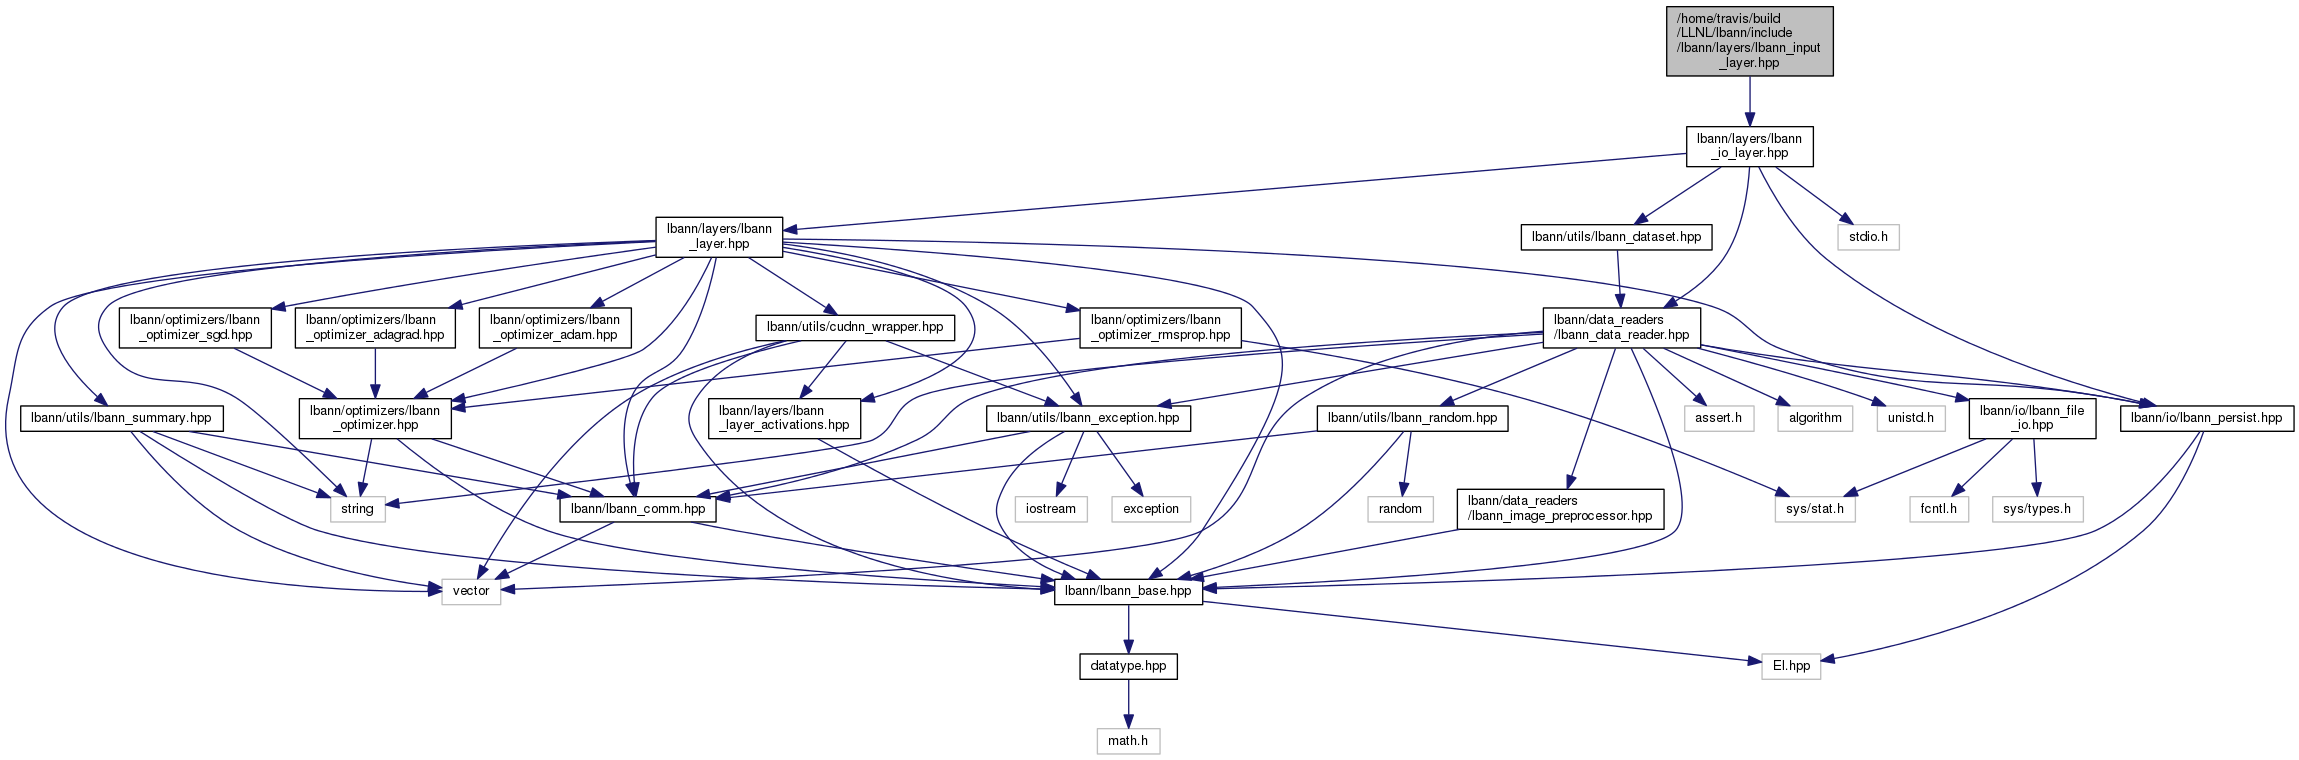 /home/travis/build
/LLNL/lbann/include
/lbann/layers/lbann_input
_layer.hpp
lbann/layers/lbann
_io_layer.hpp
lbann/layers/lbann
_layer.hpp
lbann/utils/lbann_dataset.hpp
stdio.h
lbann/optimizers/lbann
_optimizer_sgd.hpp
lbann/optimizers/lbann
_optimizer_adagrad.hpp
lbann/optimizers/lbann
_optimizer_adam.hpp
lbann/utils/cudnn_wrapper.hpp
lbann/optimizers/lbann
_optimizer_rmsprop.hpp
lbann/data_readers
/lbann_data_reader.hpp
lbann/utils/lbann_summary.hpp
lbann/optimizers/lbann
_optimizer.hpp
lbann/layers/lbann
_layer_activations.hpp
lbann/utils/lbann_exception.hpp
lbann/utils/lbann_random.hpp
assert.h
algorithm
unistd.h
lbann/io/lbann_file
_io.hpp
lbann/io/lbann_persist.hpp
string
lbann/lbann_comm.hpp
iostream
exception
random
lbann/data_readers
/lbann_image_preprocessor.hpp
sys/stat.h
fcntl.h
sys/types.h
vector
lbann/lbann_base.hpp
datatype.hpp
El.hpp
math.h